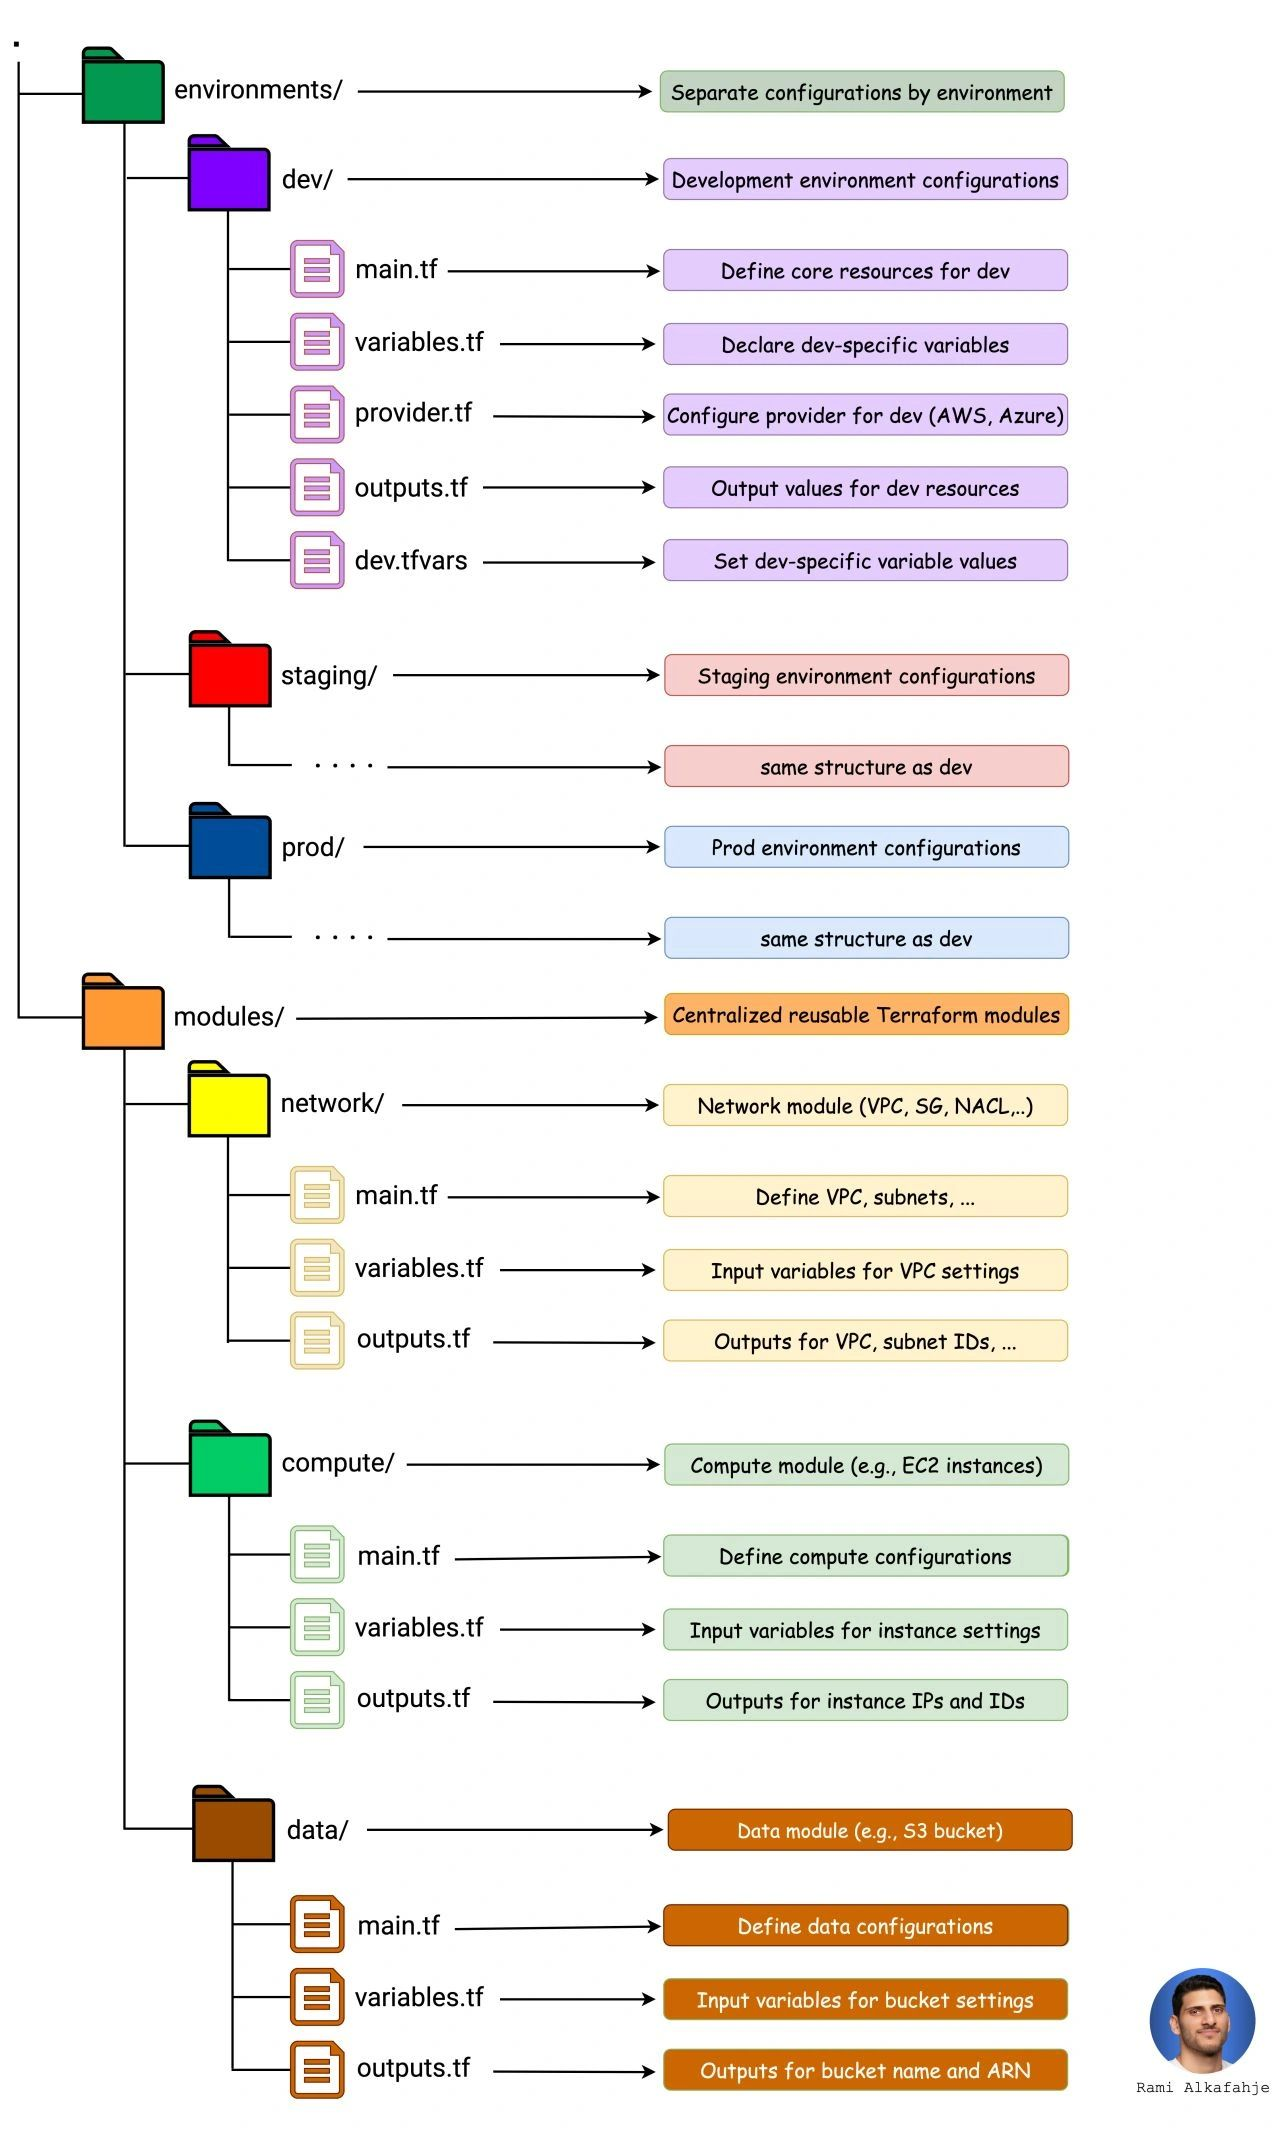 .
environments/
Separate configurations by environment
dev/
Development environment configurations
main.tf
Define core resources for dev
variables.tf
Declare dev-specific variables
provider.tf
Configure provider for dev (AWS, Azure)
outputs.tf
Output values for dev resources
dev.tfvars
Set dev-specific variable values
staging/
Staging environment configurations
. . . .
same structure as dev
prod/
Prod environment configurations
. . . .
same structure as dev
modules/
Centralized reusable Terraform modules
network/
Network module (VPC, SG, NACL,..)
main.tf
Define VPC, subnets, ...
variables.tf
Input variables for VPC settings
outputs.tf
Outputs for VPC, subnet IDs, ...
compute/
Compute module (e.g., EC2 instances)
main.tf
Define compute configurations
variables.tf
Input variables for instance settings
outputs.tf
Outputs for instance IPs and IDs
data/
Data module (e.g., S3 bucket)
main.tf
Define data configurations
variables.tf
Input variables for bucket settings
outputs.tf
Outputs for bucket name and ARN
Rami Alkafahje